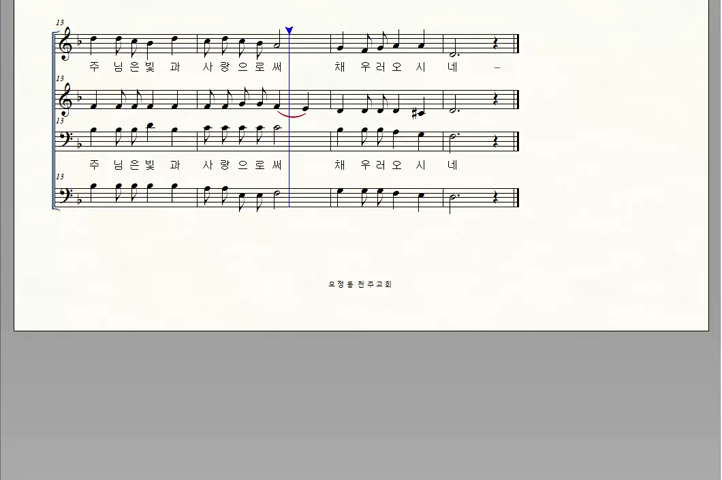 13
주 님 은 빛 과 사 랑 으 로 써 채 우 러 오 시 네 –
13
13
주 님 은 빛 과 사 랑 으 로 써 채 우 러 오 시 네
13
요 정 볼 천 주 교 회